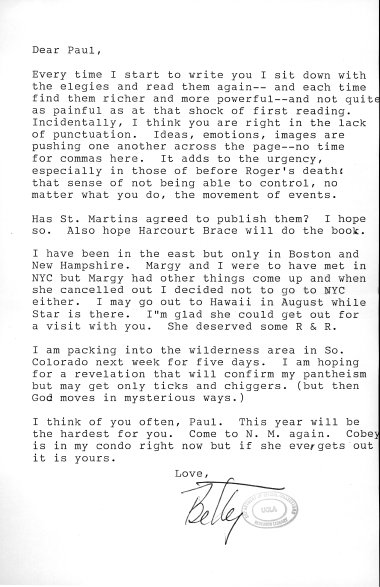 Dear Paul,
Every time I start to write you I sit down with
the elegies and read them again-- and each time
find them richer and more powerful--and not quite
as painful as at that shock of first reading.
Incidentally, I think you are right in the lack
of punctuation. Ideas, emotions, images are
pushing one another across the page--no time
for commas here. It adds to the urgency,
especially in those of before Roger's death:
that sense of not being able to control, no
matter what you do, the movement of events.
Has St. Martins agreed to publish them? I hope
so. Also hope Harcourt Brace will do the book.
I have been in the east but only in Boston and
New Hampshire. Margy and I were to have met in
NYC but Margy had other things come up and when
she cancelled out I decided not to go to NYC
either. I may go out to Hawaii in August while
Star is there. I"m glad she could get out for
a visit with you. She deserved some R & R.
I am packing into the wilderness area in So.
Colorado next week for five days. I am hoping
for a revelation that will confirm my pantheism
but may get only ticks and chiggers. (but then
God moves in mysterious ways.)
I think of you often, Paul. This year will be
the hardest for you. Come to N. M. again. Cobey
is in my condo right now but if she ever gets out
it is yours.
Love,
Betty
UCLA